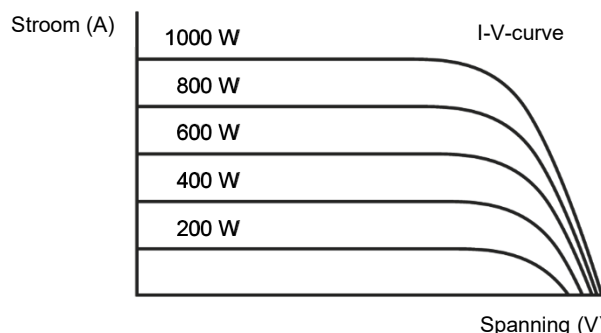 Stroom (A)
I-V-curve
1000 W
800 W
600 W
400 W
200 W
Spanning (V)